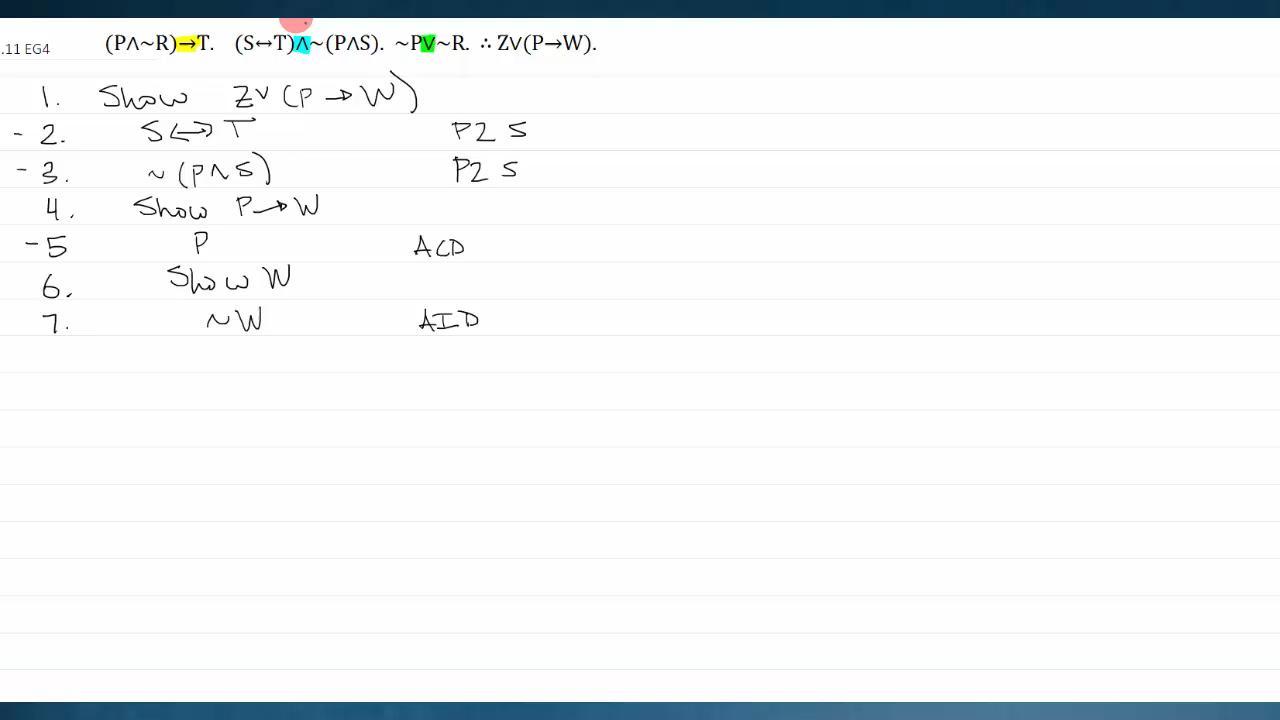 .11 EG4 (P∧~R)→T. (S↔T)∧~(P∧S). ~P∨~R. ∴ Z∨(P→W).
1. Show Z∨(P→W)
-2. S↔T P2 S
-3. ~(P∧S) P2 S
4. Show P→W
-5 P ACD
6. Show W
7. ~W AID